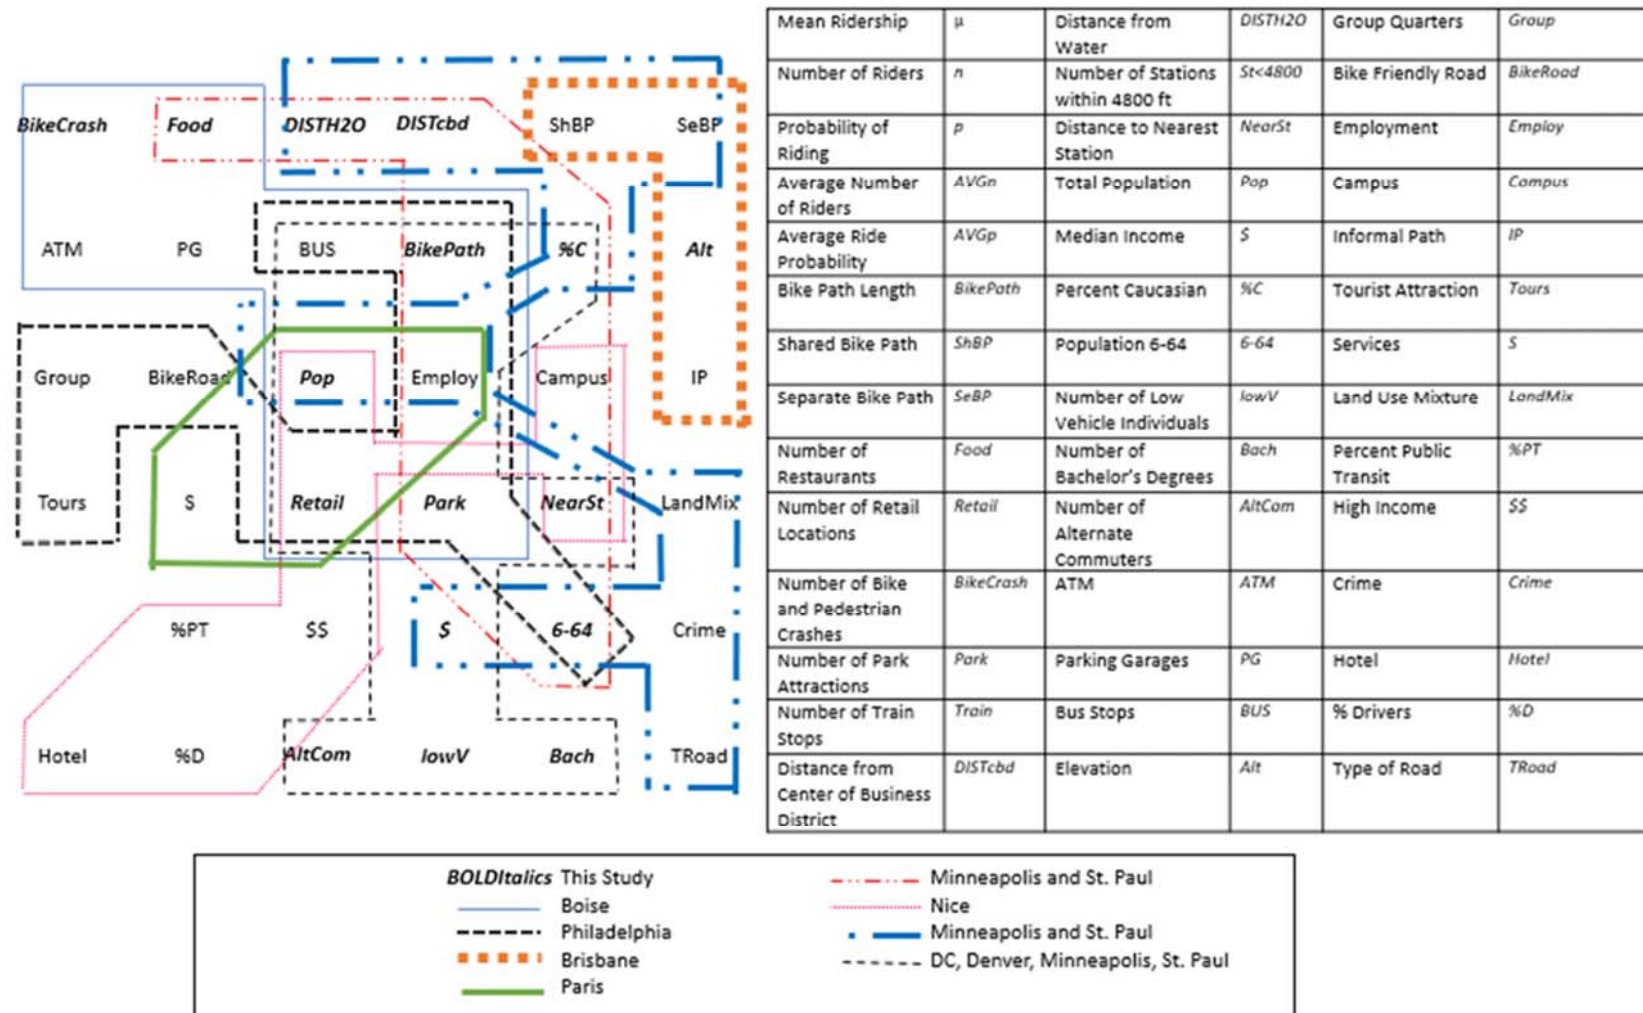 BikeCrash Food DISTH2O DISTcbd ShBP SeBP
ATM PG BUS BikePath %C Alt
Group BikeRoad Pop Employ Campus IP
Tours S Retail Park NearSt LandMix
%PT $$ $ 6-64 Crime
Hotel %D AltCom lowV Bach TRoad
Mean Ridership µ Distance from DISTH2O Group Quarters Group
Water
Number of Riders n Number of Stations St<4800 Bike Friendly Road BikeRoad
within 4800 ft
Probability of p Distance to Nearest NearSt Employment Employ
Riding Station
Average Number AVGn Total Population Pop Campus Campus
of Riders
Average Ride AVGp Median Income $ Informal Path IP
Probability
Bike Path Length BikePath Percent Caucasian %C Tourist Attraction Tours
Shared Bike Path ShBP Population 6-64 6-64 Services S
Separate Bike Path SeBP Number of Low lowV Land Use Mixture LandMix
Vehicle Individuals
Number of Food Number of Bach Percent Public %PT
Restaurants Bachelor's Degrees Transit
Number of Retail Retail Number of AltCom High Income $$
Locations Alternate
Commuters
Number of Bike BikeCrash ATM ATM Crime Crime
and Pedestrian
Crashes
Number of Park Park Parking Garages PG Hotel Hotel
Attractions
Number of Train Train Bus Stops BUS % Drivers %D
Stops
Distance from DISTcbd Elevation Alt Type of Road TRoad
Center of Business
District
BOLDItalics This Study Minneapolis and St. Paul
Boise Nice
Philadelphia Minneapolis and St. Paul
Brisbane DC, Denver, Minneapolis, St. Paul
Paris